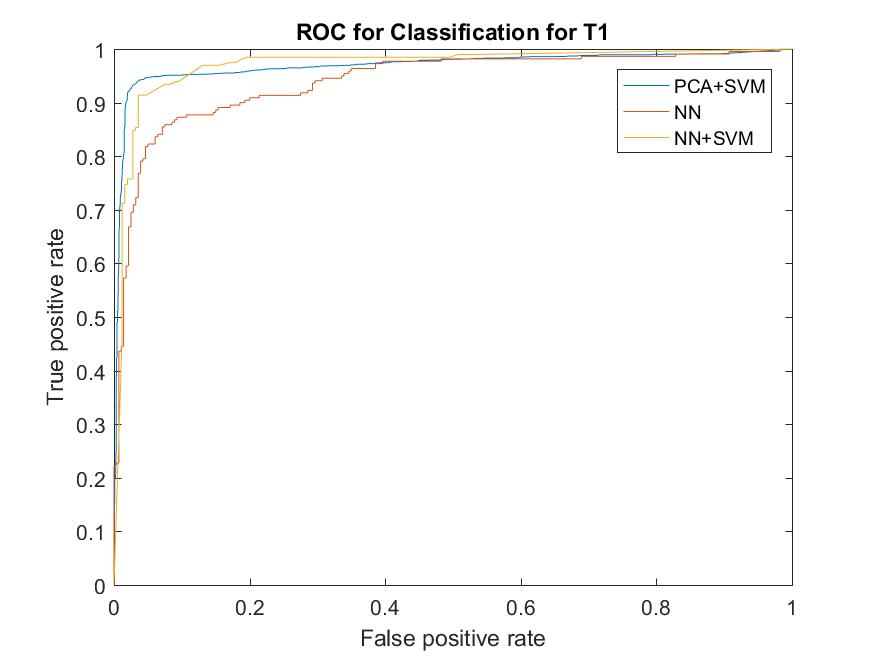 ROC for Classification for T1
1
0.9
0.8
0.7
0.6
0.5
0.4
0.3
0.2
0.1
0
True positive rate
PCA+SVM
NN
NN+SVM
0 0.2 0.4 0.6 0.8 1
False positive rate